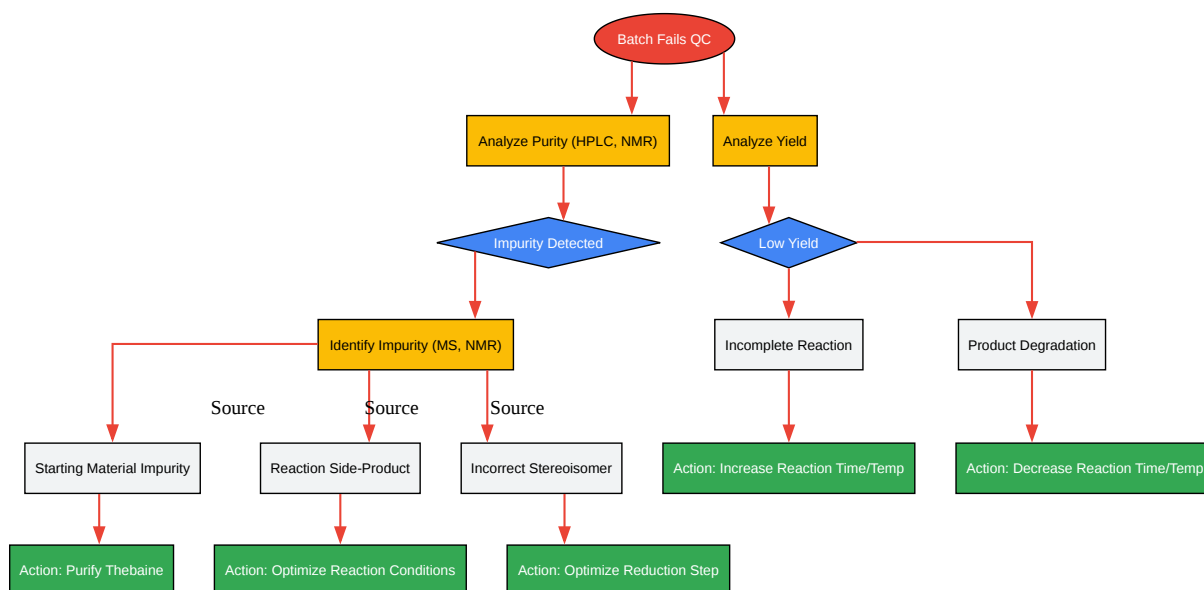 Batch Fails QC
Analyze Purity (HPLC, NMR)
Analyze Yield
Impurity Detected
Low Yield
Identify Impurity (MS, NMR)
Incomplete Reaction
Product Degradation
Source
Source
Source
Starting Material Impurity
Reaction Side-Product
Incorrect Stereoisomer
Action: Increase Reaction Time/Temp
Action: Decrease Reaction Time/Temp
Action: Purify Thebaine
Action: Optimize Reaction Conditions
Action: Optimize Reduction Step